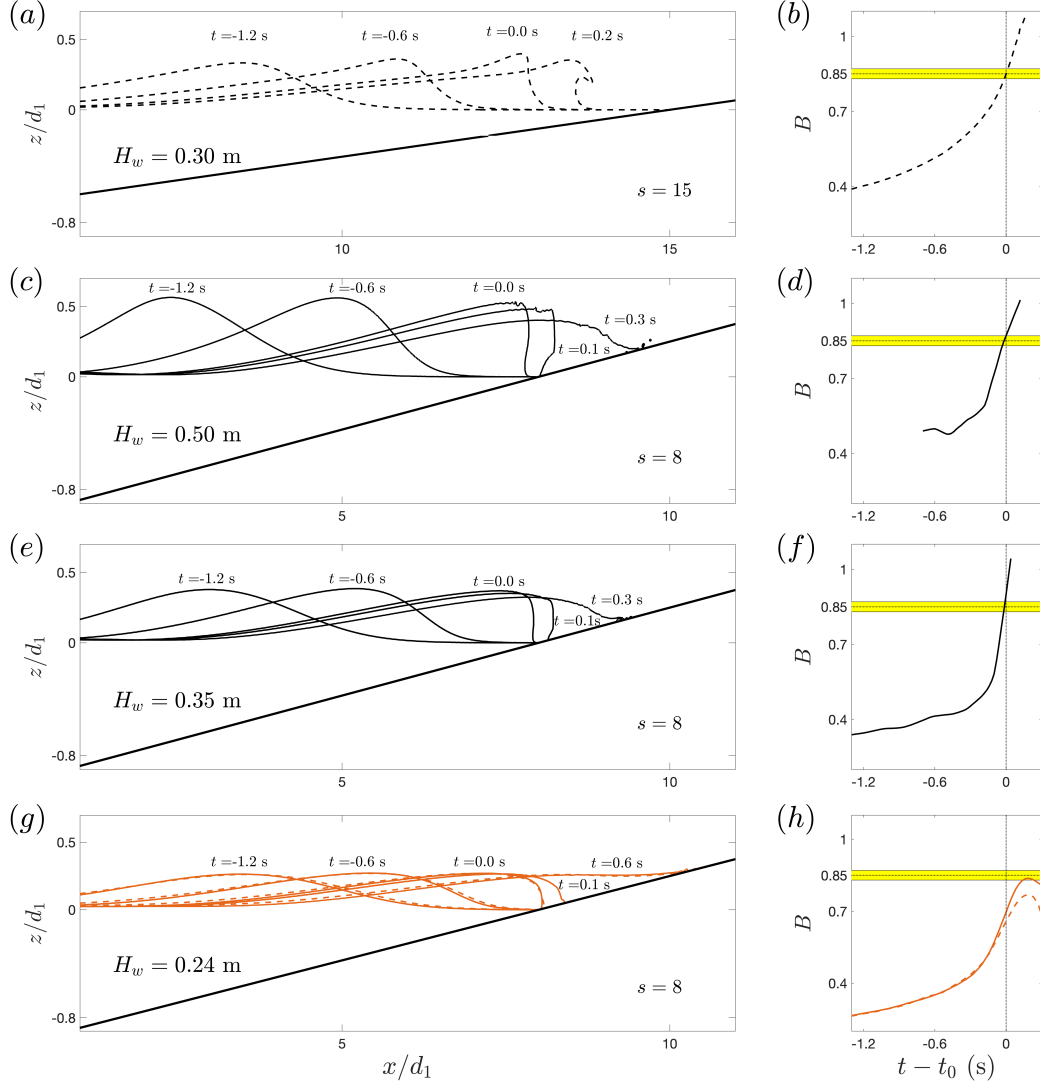 (a)
t=-1.2 s
t=-0.6 s
t=0.0 s
t=0.2 s
0.5
0
-0.8
z/d₁
H_w = 0.30 m
s = 15
10
15
(b)
1
0.85
0.7
0.4
B
-1.2
-0.6
0
(c)
t=-1.2 s
t=-0.6 s
t=0.0 s
t=0.3 s
t=0.1 s
0.5
0
-0.8
z/d₁
H_w = 0.50 m
s = 8
5
10
(d)
1
0.85
0.7
0.4
B
-1.2
-0.6
0
(e)
t=-1.2 s
t=-0.6 s
t=0.0 s
t=0.3 s
t=0.1s
0.5
0
-0.8
z/d₁
H_w = 0.35 m
s = 8
5
10
(f)
1
0.85
0.7
0.4
B
-1.2
-0.6
0
(g)
t=-1.2 s
t=-0.6 s
t=0.0 s
t=0.6 s
t=0.1 s
0.5
0
-0.8
z/d₁
H_w = 0.24 m
s = 8
5
10
x/d₁
(h)
1
0.85
0.7
0.4
B
-1.2
-0.6
0
t − t₀ (s)